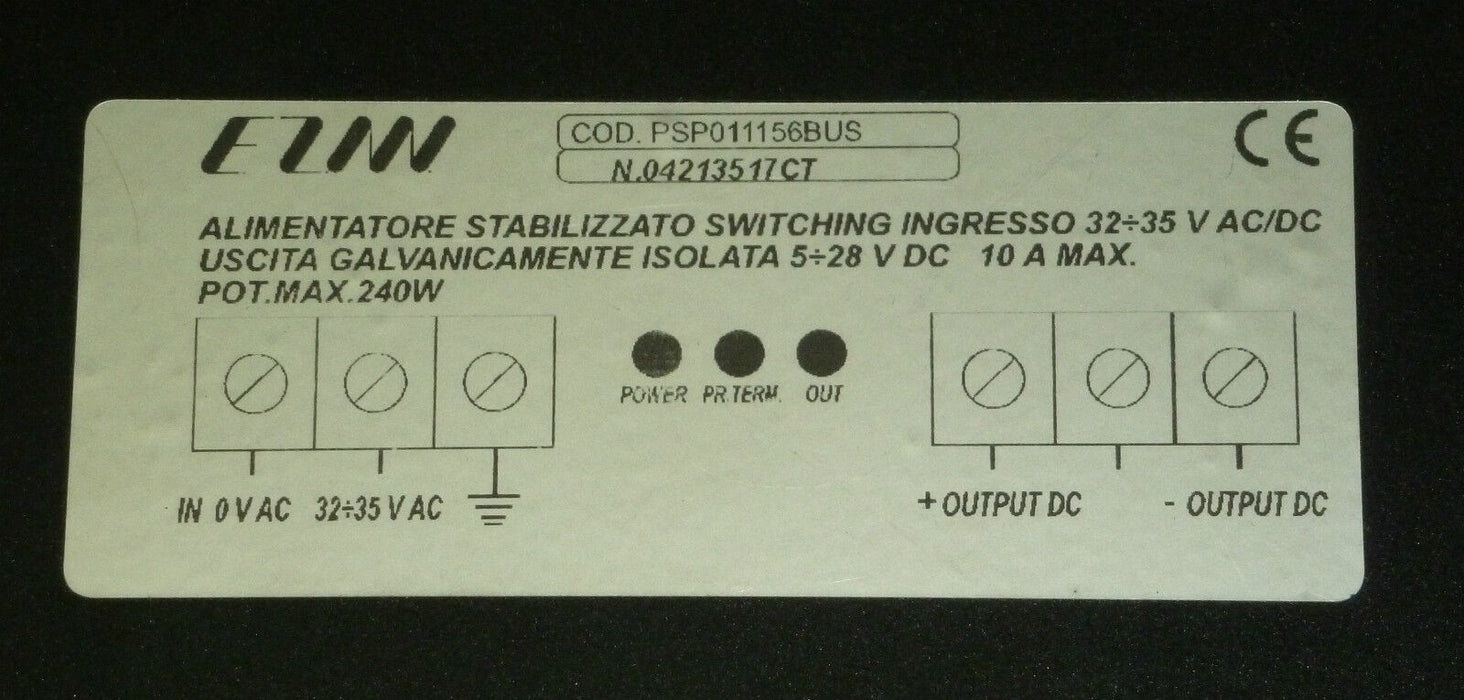 COD. PSP011156BUS
N.04213517CT
CE
ALIMENTATORE STABILIZZATO SWITCHING INGRESSO 32÷35 V AC/DC
USCITA GALVANICAMENTE ISOLATA 5÷28 V DC 10 A MAX.
POT.MAX.240W
POWER PR.TERM. OUT
IN 0 V AC 32÷35 V AC + OUTPUT DC - OUTPUT DC